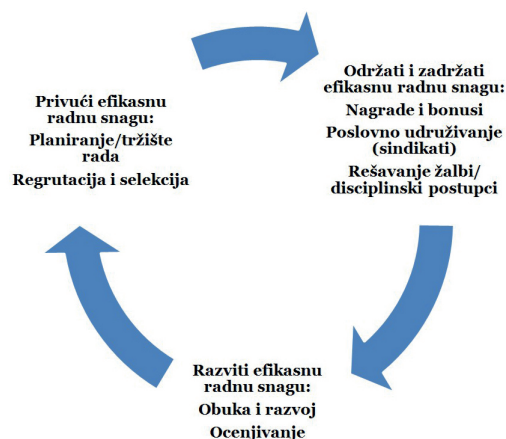 Privući efikasnu
radnu snagu:
Planiranje/tržište
rada
Regrutacija i selekcija
Održati i zadržati
efikasnu radnu snagu:
Nagrade i bonusi
Poslovno udruživanje
(sindikati)
Rešavanje žalbi/
disciplinski postupci
Razviti efikasnu
radnu snagu:
Obuka i razvoj
Ocenjivanje